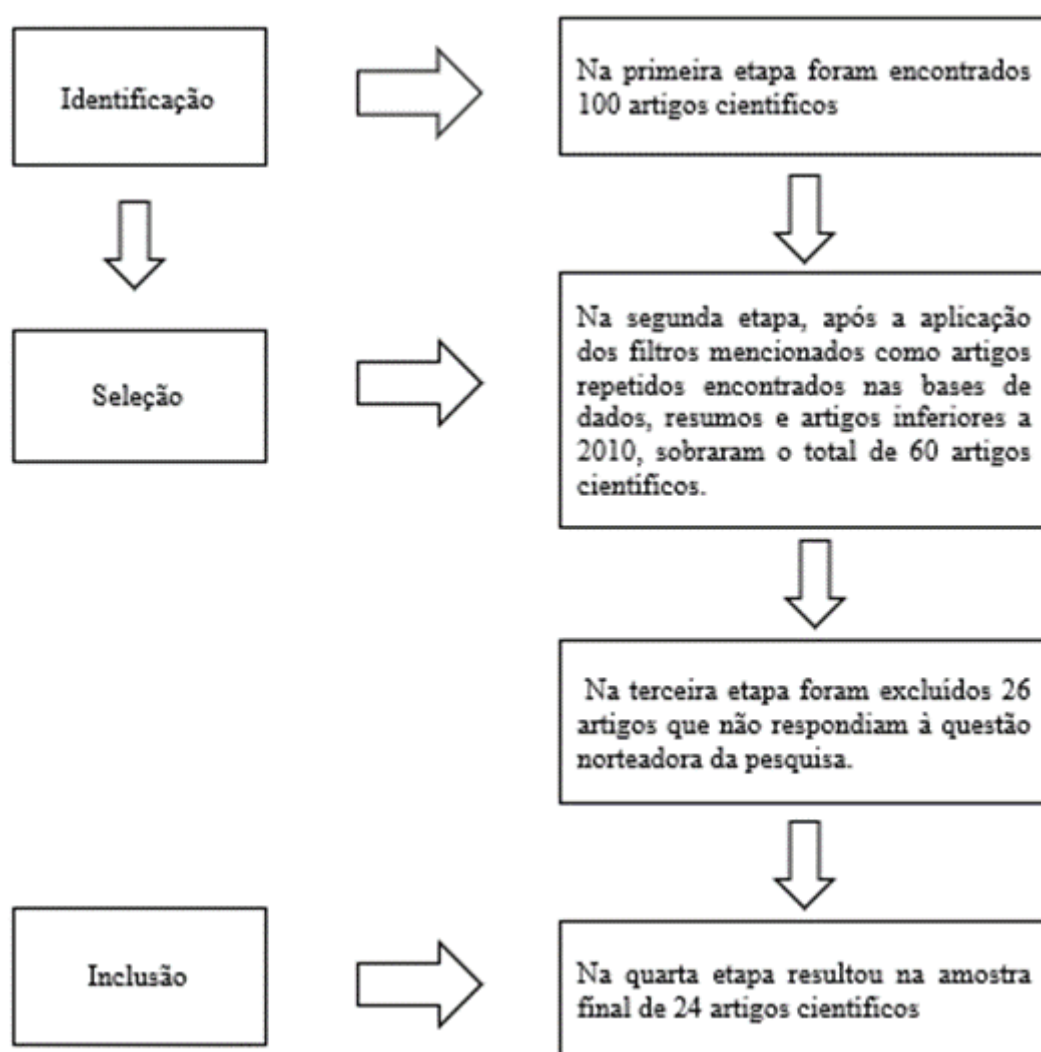 Identificação
Na primeira etapa foram encontrados
100 artigos científicos
Seleção
Na segunda etapa, após a aplicação
dos filtros mencionados como artigos
repetidos encontrados nas bases de
dados, resumos e artigos inferiores a
2010, sobraram o total de 60 artigos
científicos.
Na terceira etapa foram excluídos 26
artigos que não respondiam à questão
norteadora da pesquisa.
Inclusão
Na quarta etapa resultou na amostra
final de 24 artigos científicos